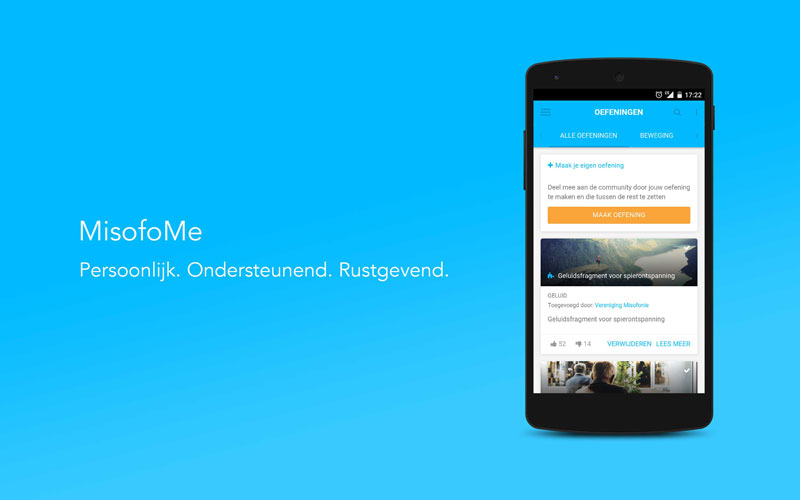 MisofoMe
Persoonlijk. Ondersteunend. Rustgevend.
17:22
OEFENINGEN
ALLE OEFENINGEN BEWEGING
+ Maak je eigen oefening
Deel mee aan de community door jouw oefening
te maken en die tussen de rest te zetten
MAAK OEFENING
Geluidsfragment voor spierontspanning
GELUID
Toegevoegd door: Vereniging Misofonie
Geluidsfragment voor spierontspanning
52 14 VERWIJDEREN LEES MEER